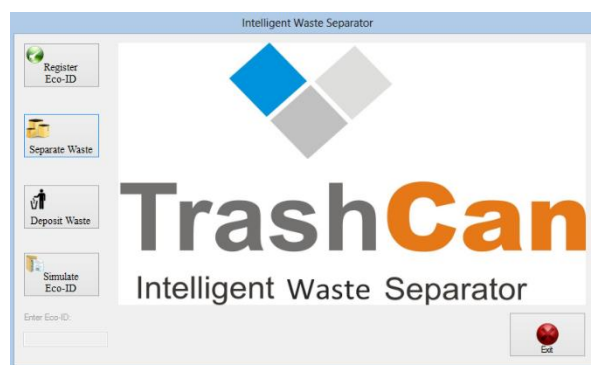 Intelligent Waste Separator
Register
Eco-ID
Separate Waste
Deposit Waste
Simulate
Eco-ID
Enter Eco-ID:
TrashCan
Intelligent Waste Separator
Exit